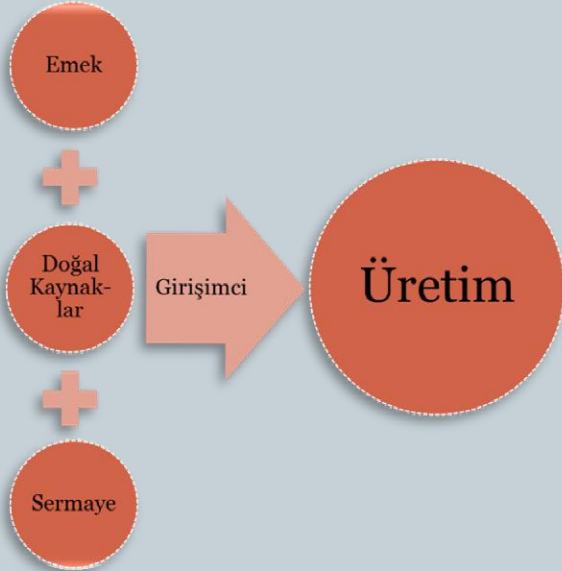 Emek
Doğal
Kaynak-
lar
Sermaye
Girişimci
Üretim